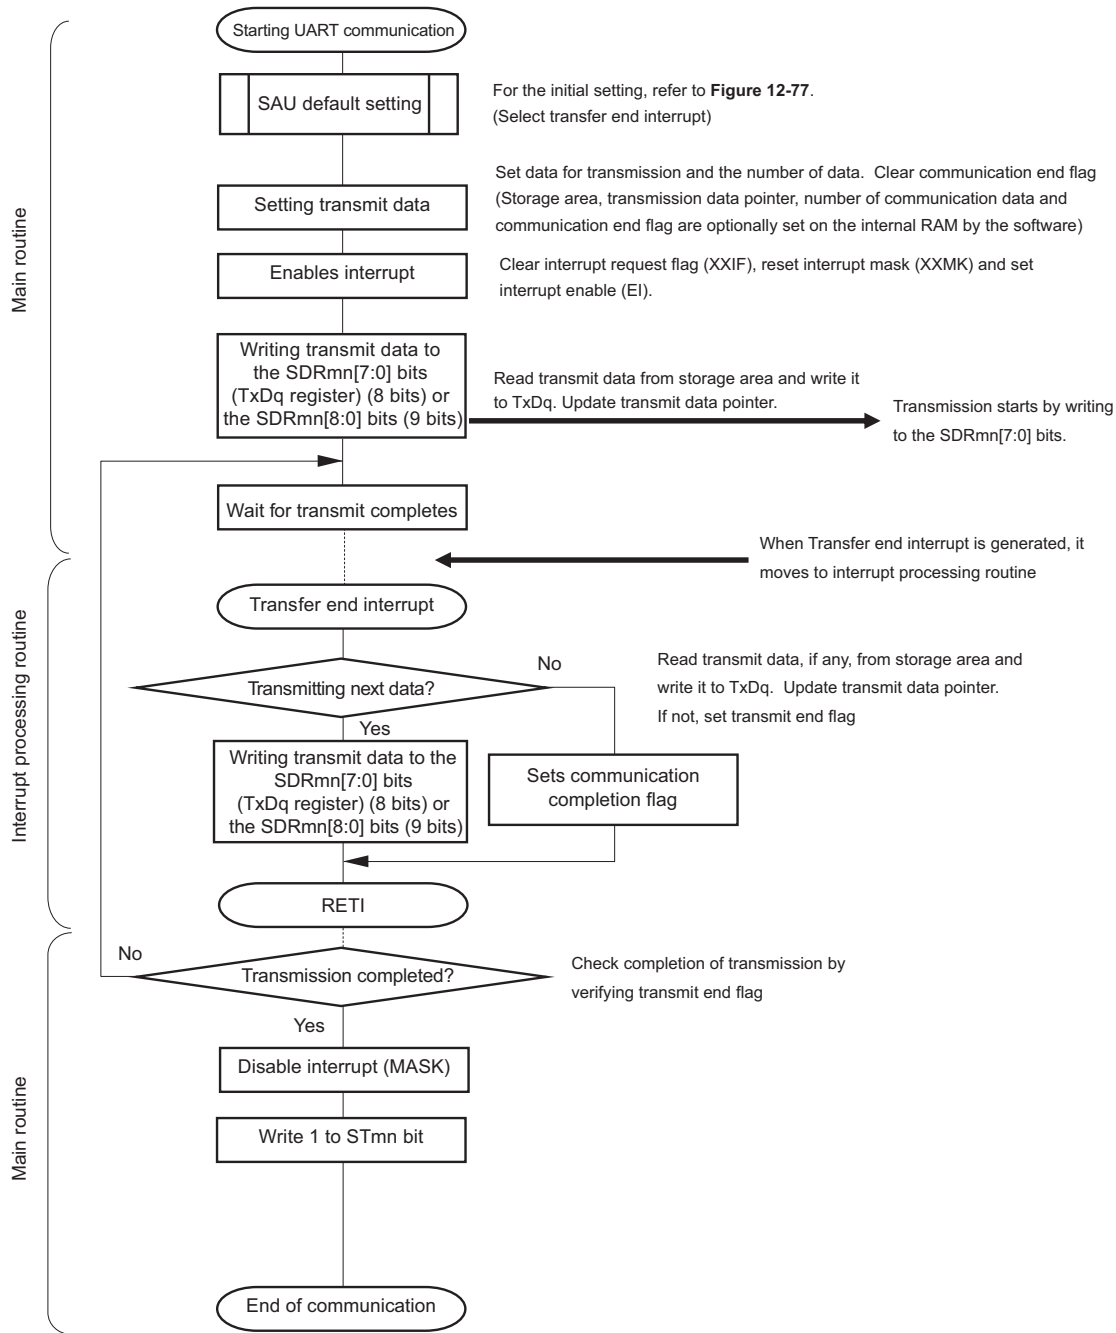 Starting UART communication
SAU default setting
For the initial setting, refer to Figure 12-77.
(Select transfer end interrupt)
Setting transmit data
Set data for transmission and the number of data. Clear communication end flag
(Storage area, transmission data pointer, number of communication data and
communication end flag are optionally set on the internal RAM by the software)
Main routine
Enables interrupt
Clear interrupt request flag (XXIF), reset interrupt mask (XXMK) and set
interrupt enable (EI).
Writing transmit data to
the SDRmn[7:0] bits
(TxDq register) (8 bits) or
the SDRmn[8:0] bits (9 bits)
Read transmit data from storage area and write it
to TxDq. Update transmit data pointer.
Transmission starts by writing
to the SDRmn[7:0] bits.
Wait for transmit completes
When Transfer end interrupt is generated, it
moves to interrupt processing routine
Transfer end interrupt
Interrupt processing routine
Transmitting next data?
No
Yes
Read transmit data, if any, from storage area and
write it to TxDq. Update transmit data pointer.
If not, set transmit end flag
Writing transmit data to the
SDRmn[7:0] bits
(TxDq register) (8 bits) or
the SDRmn[8:0] bits (9 bits)
Sets communication
completion flag
RETI
No
Transmission completed?
Check completion of transmission by
verifying transmit end flag
Yes
Main routine
Disable interrupt (MASK)
Write 1 to STmn bit
End of communication